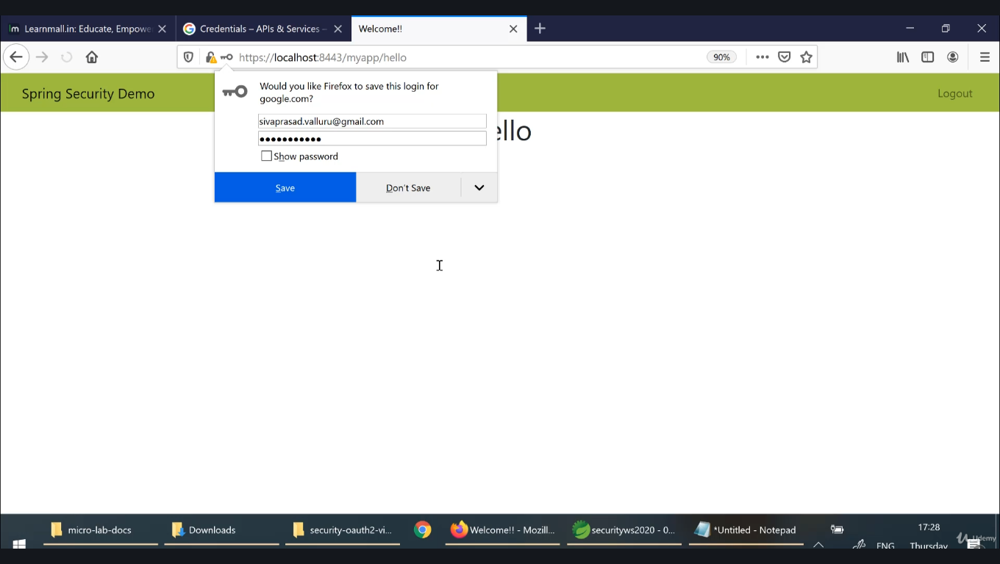 Learnmall.in: Educate, Empowe
Credentials – APIs & Services –
Welcome!!
https://localhost:8443/myapp/hello
90%
Spring Security Demo
Logout
Would you like Firefox to save this login for
google.com?
sivaprasad.valluru@gmail.com
●●●●●●●●●●●
Show password
Save
Don't Save
ello
micro-lab-docs
Downloads
security-oauth2-vi...
Welcome!! - Mozill...
securityws2020 - 0...
*Untitled - Notepad
17:28
ENG
Thursday
Udemy